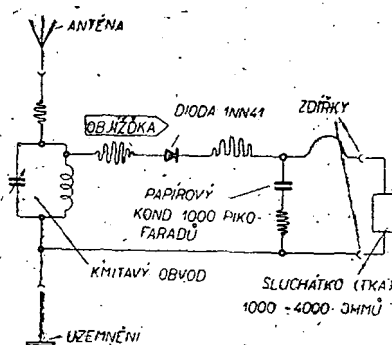 ANTÉNA
OBJÍŽĎKA
DIODA 1NN41
ZDÍŘKY
PAPÍROVÝ
KOND 1000 PIKO-
FARADŮ
KMITAVÝ OBVOD
SLUCHÁTKO (TKA)
1000 - 4000 OHMŮ
UZEMNĚNÍ